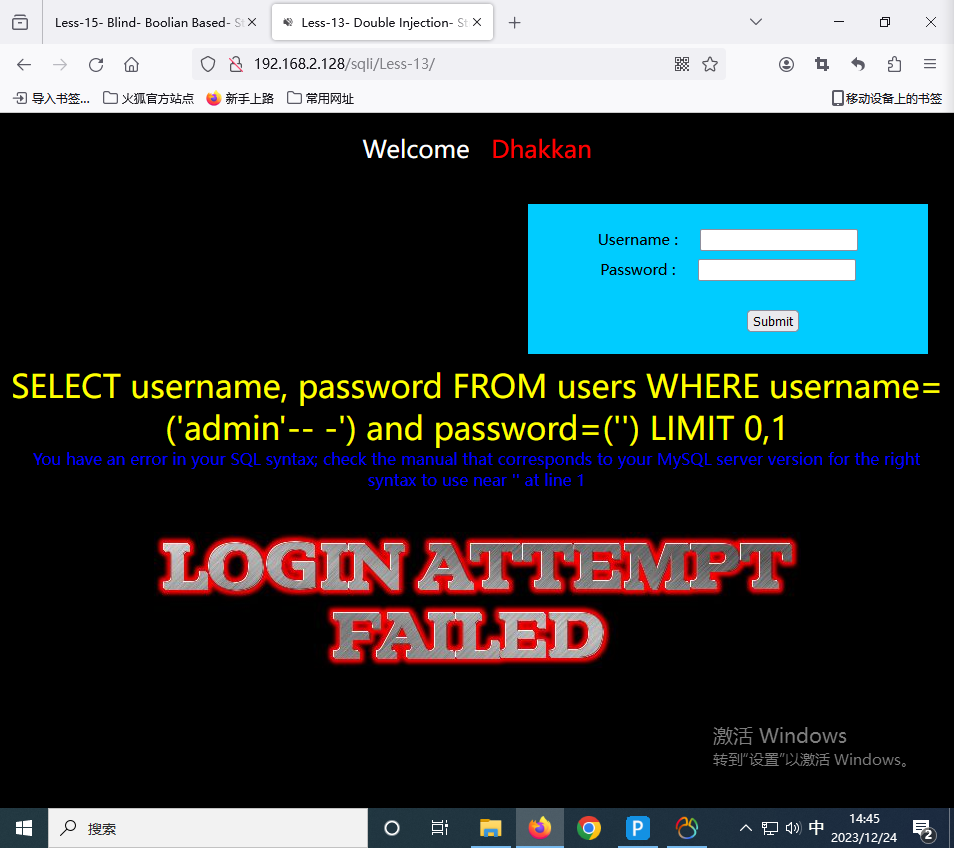 Less-15- Blind- Boolian Based- St
Less-13- Double Injection- St
192.168.2.128/sqli/Less-13/
导入书签... 火狐官方站点 新手上路 常用网址 移动设备上的书签
Welcome Dhakkan
Username :
Password :
Submit
SELECT username, password FROM users WHERE username=
('admin'-- -') and password=('') LIMIT 0,1
You have an error in your SQL syntax; check the manual that corresponds to your MySQL server version for the right
syntax to use near '' at line 1
LOGIN ATTEMPT
FAILED
激活 Windows
转到"设置"以激活 Windows。
搜索
中
14:45
2023/12/24
2